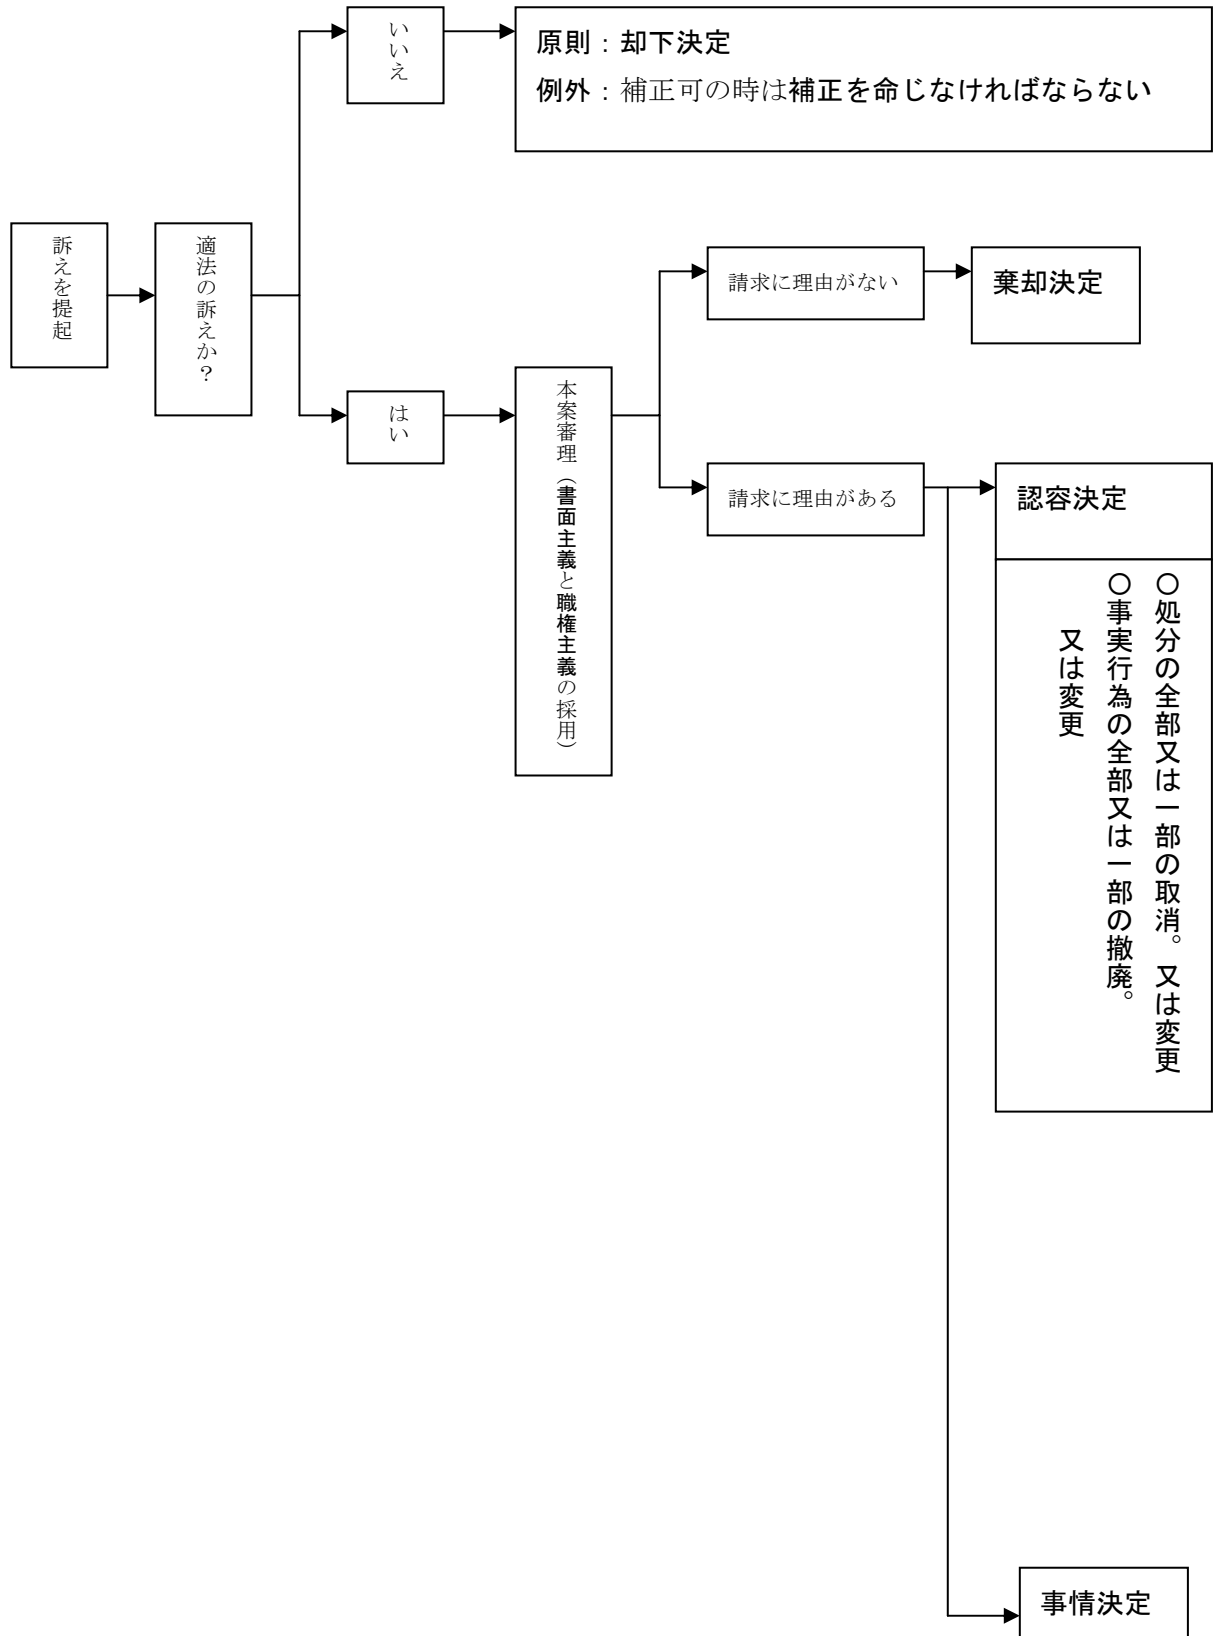 いいえ
原則：却下決定
例外：補正可の時は補正を命じなければならない
訴えを提起
適法の訴えか？
請求に理由がない
棄却決定
はい
本案審理（書面主義と職権主義の採用）
請求に理由がある
認容決定
○処分の全部又は一部の取消。又は変更
○事実行為の全部又は一部の撤廃。
又は変更
事情決定